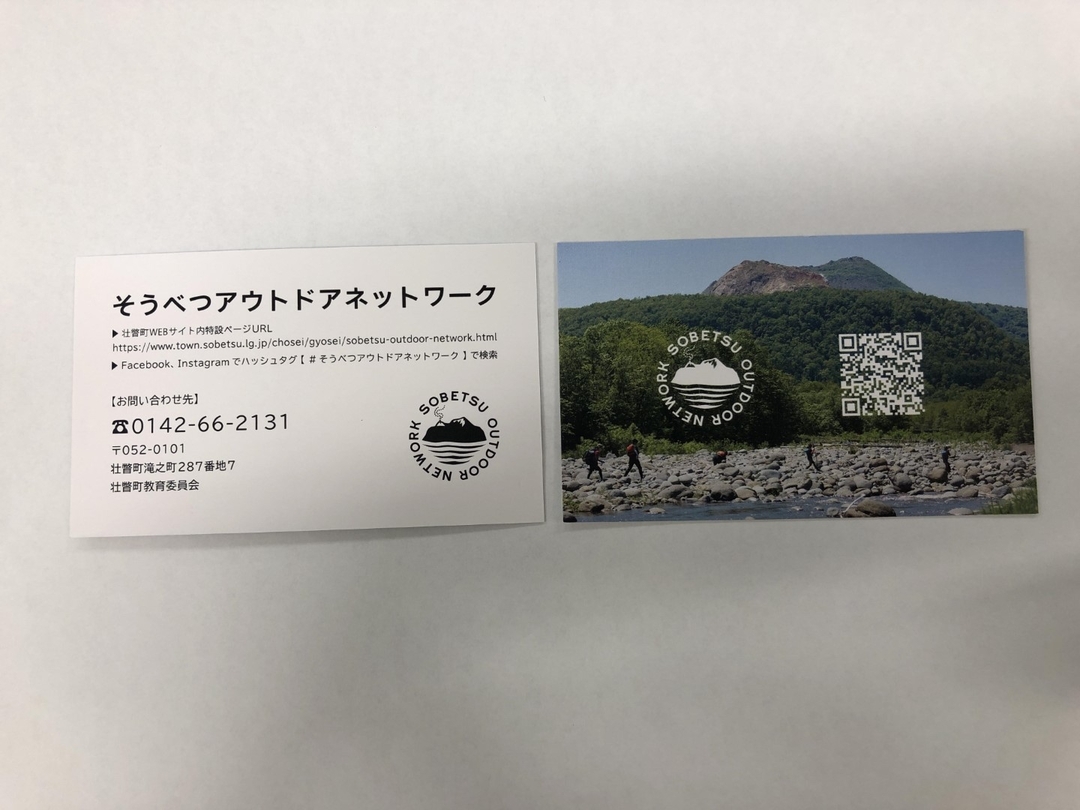 そうべつアウトドアネットワーク
▶壮瞥町WEBサイト内特設ページURL
https://www.town.sobetsu.lg.jp/chosei/gyosei/sobetsu-outdoor-network.html
▶Facebook、Instagramでハッシュタグ【 #そうべつアウトドアネットワーク 】で検索
【お問い合わせ先】
☎0142-66-2131
〒052-0101
壮瞥町滝之町287番地7
壮瞥町教育委員会
SOBETSU OUTDOOR NETWORK
SOBETSU OUTDOOR NETWORK